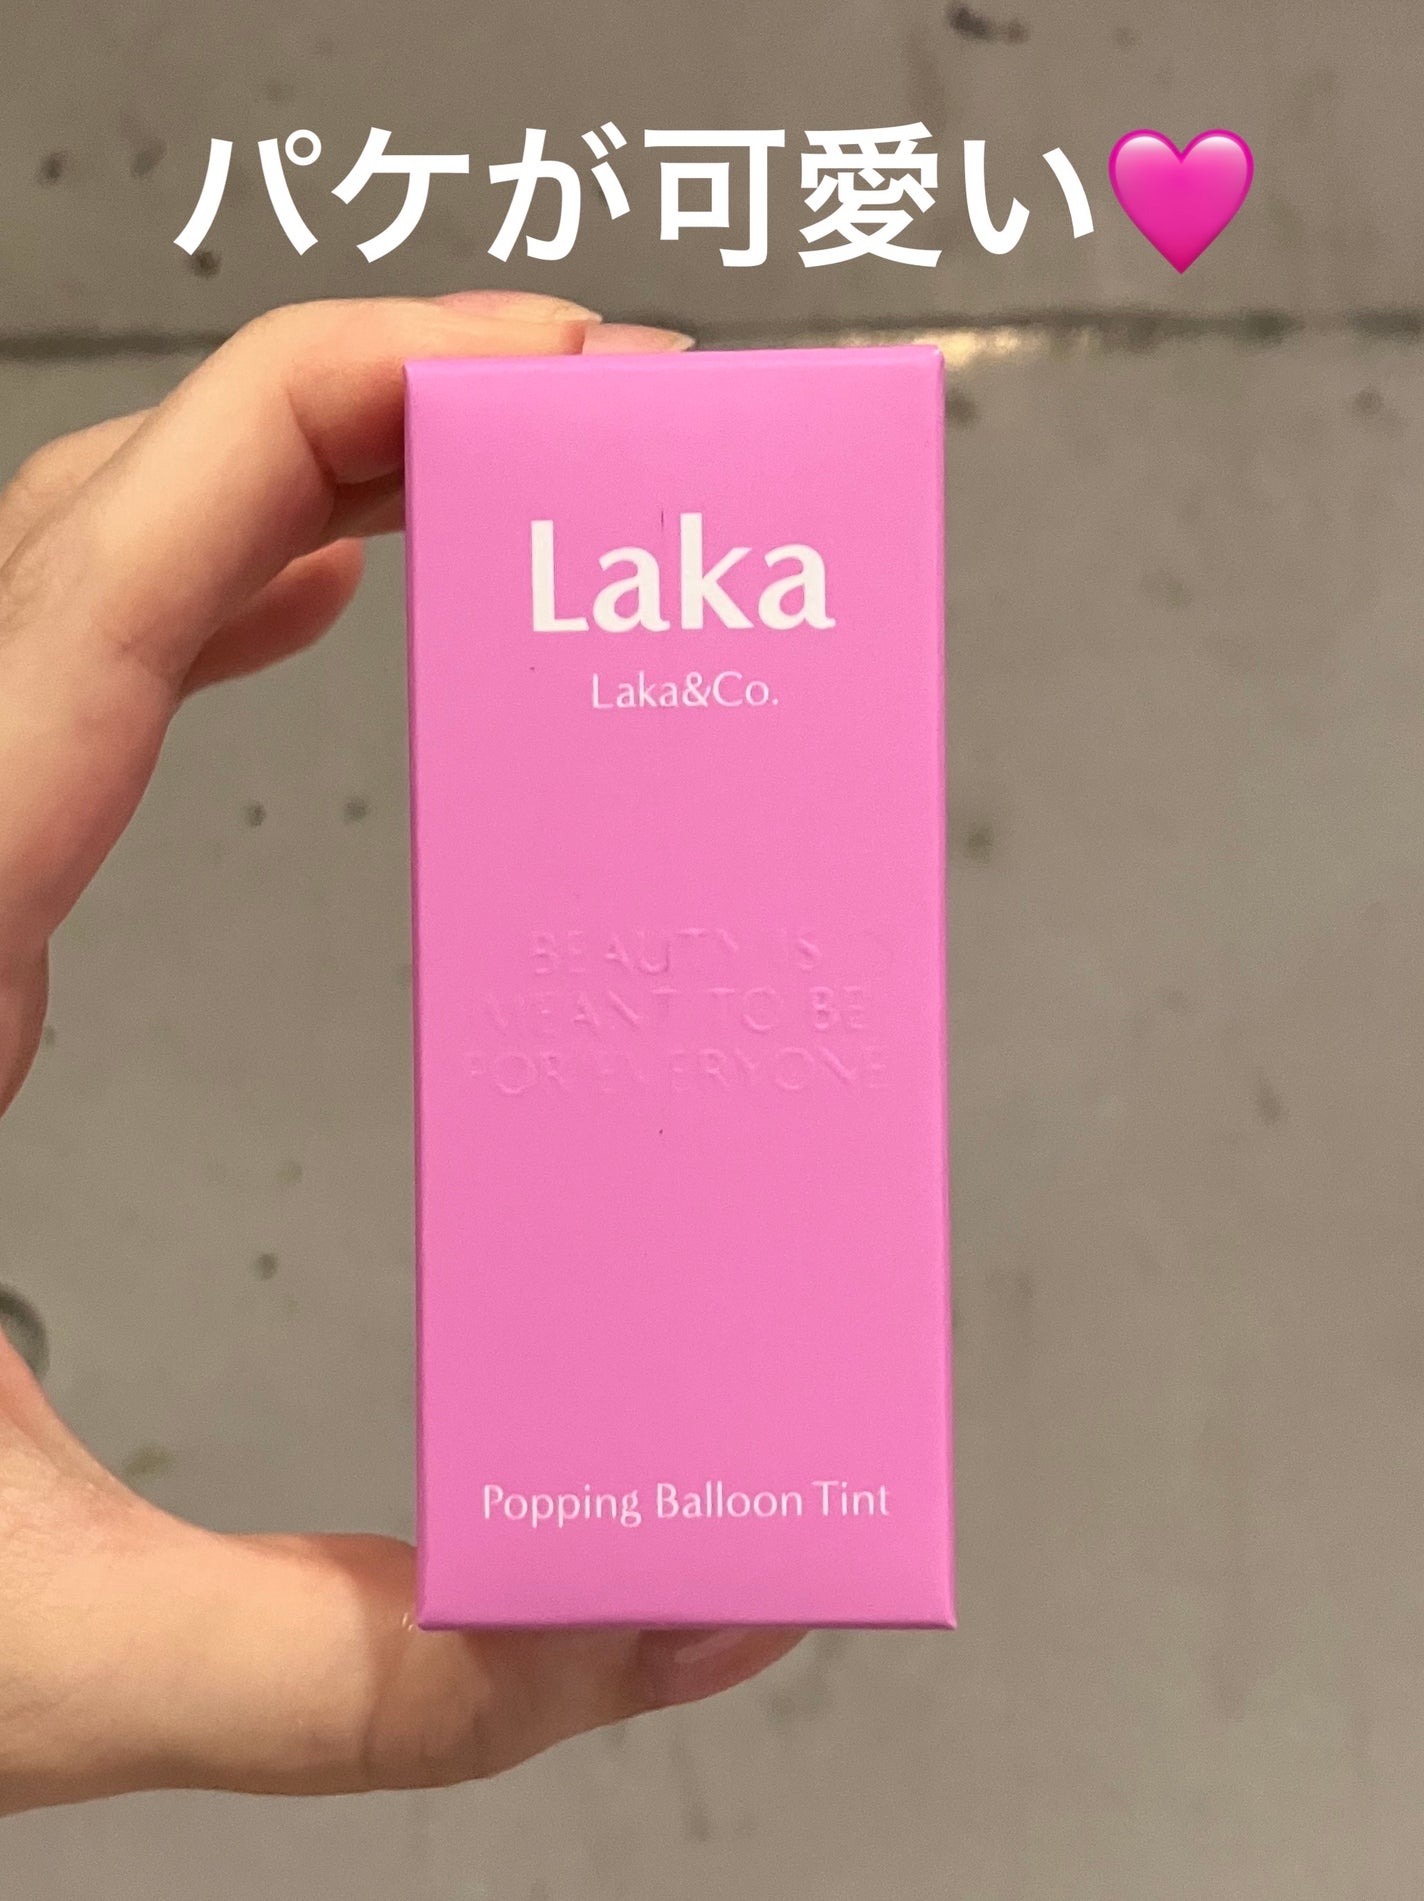 パケが可愛い🩷
Laka
Laka&Co.
BEAUTY IS
MEANT TO BE
FOR EVERYONE
Popping Balloon Tint